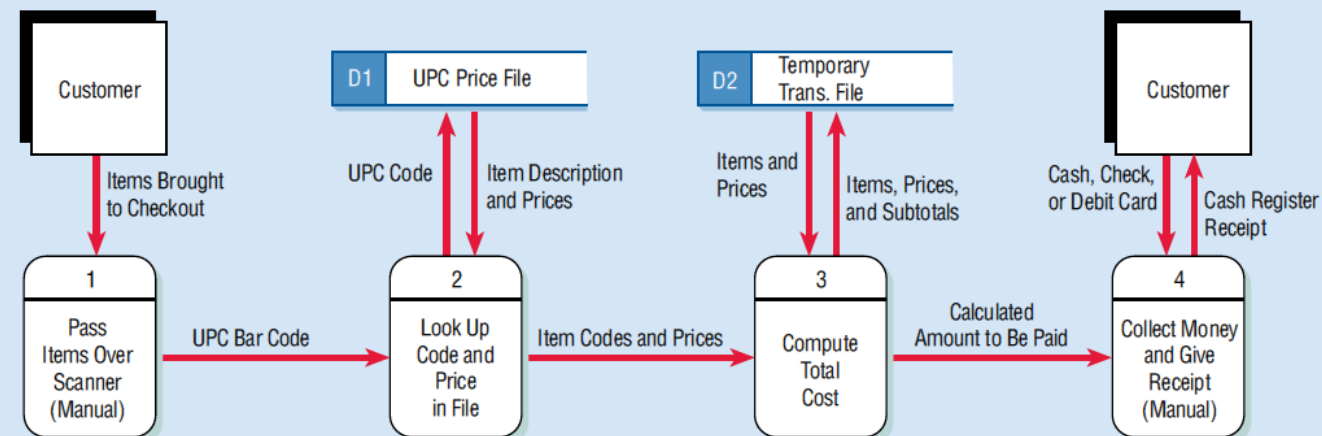 Customer
D1
UPC Price File
D2
Temporary
Trans. File
Customer
Items Brought
to Checkout
UPC Code
Item Description
and Prices
Items and
Prices
Items, Prices,
and Subtotals
Cash, Check,
or Debit Card
Cash Register
Receipt
1
Pass
Items Over
Scanner
(Manual)
UPC Bar Code
2
Look Up
Code and
Price
in File
Item Codes and Prices
3
Compute
Total
Cost
Calculated
Amount to Be Paid
4
Collect Money
and Give
Receipt
(Manual)